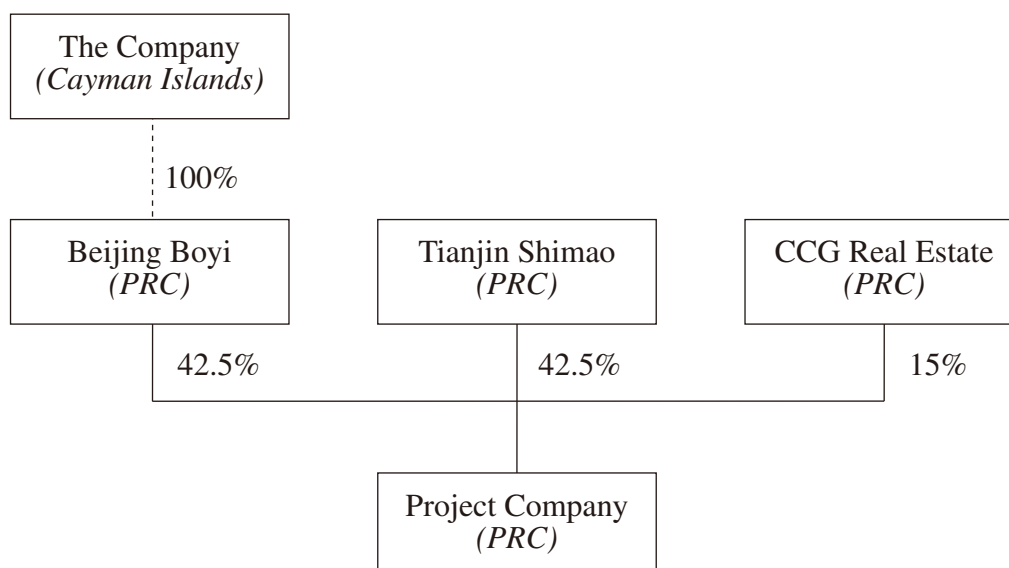 The Company
(Cayman Islands)
100%
Beijing Boyi
(PRC)
Tianjin Shimao
(PRC)
CCG Real Estate
(PRC)
42.5%
42.5%
15%
Project Company
(PRC)